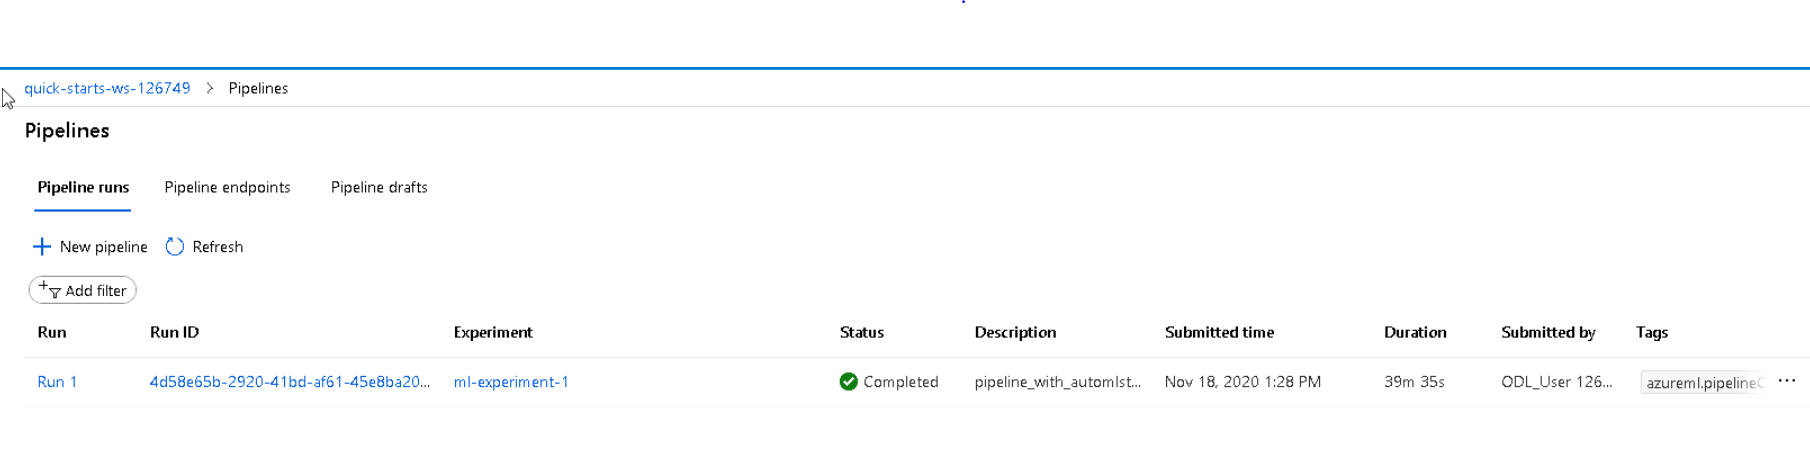 quick-starts-ws-126749 > Pipelines
Pipelines
Pipeline runs Pipeline endpoints Pipeline drafts
New pipeline Refresh
Add filter
Run Run ID Experiment Status Description Submitted time Duration Submitted by Tags
Run 1 4d58e65b-2920-41bd-af61-45e8ba20... ml-experiment-1 Completed pipeline_with_automlst... Nov 18, 2020 1:28 PM 39m 35s ODL_User 126... azureml.pipelineC ...